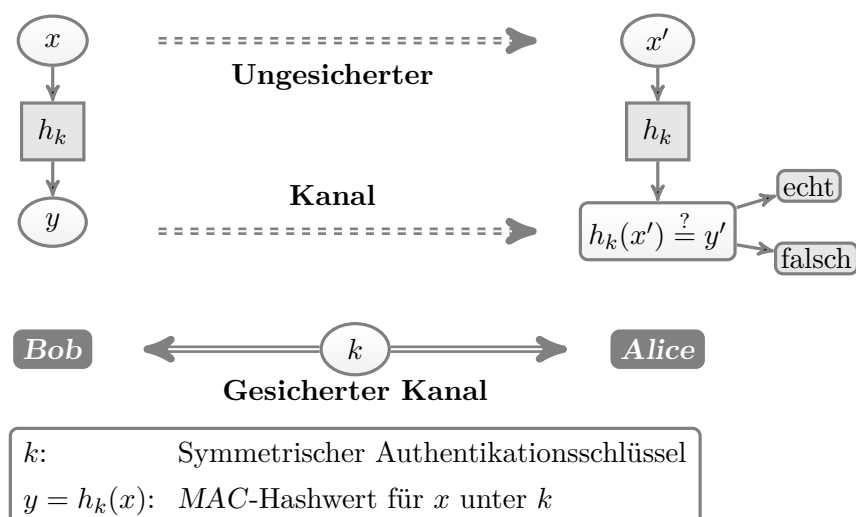 x x′
Ungesicherter
h_k h_k
Kanal
echt
y h_k(x′) ≟ y′
falsch
Bob k Alice
Gesicherter Kanal
k: Symmetrischer Authentikationsschlüssel
y = h_k(x): MAC-Hashwert für x unter k